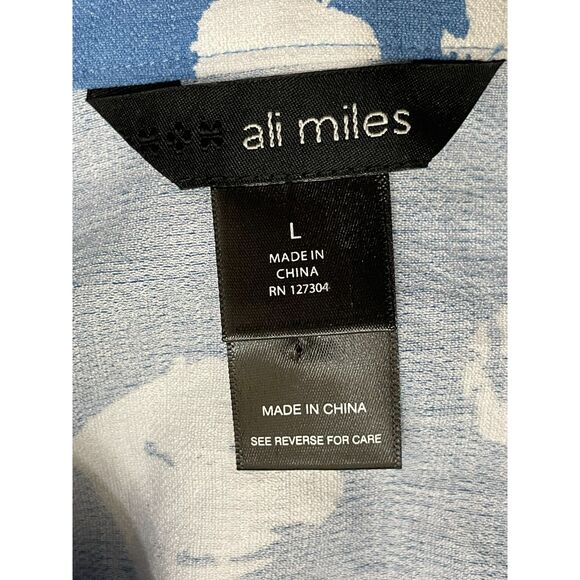 ali miles
L
MADE IN
CHINA
RN 127304
MADE IN CHINA
SEE REVERSE FOR CARE